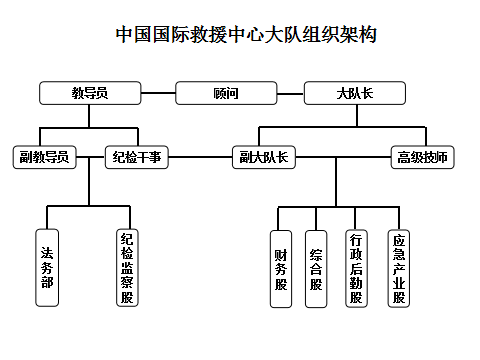 中国国际救援中心大队组织架构
教导员
顾问
大队长
副教导员
纪检干事
副大队长
高级技师
法务部
纪检监察股
财务股
综合股
行政后勤股
应急产业股